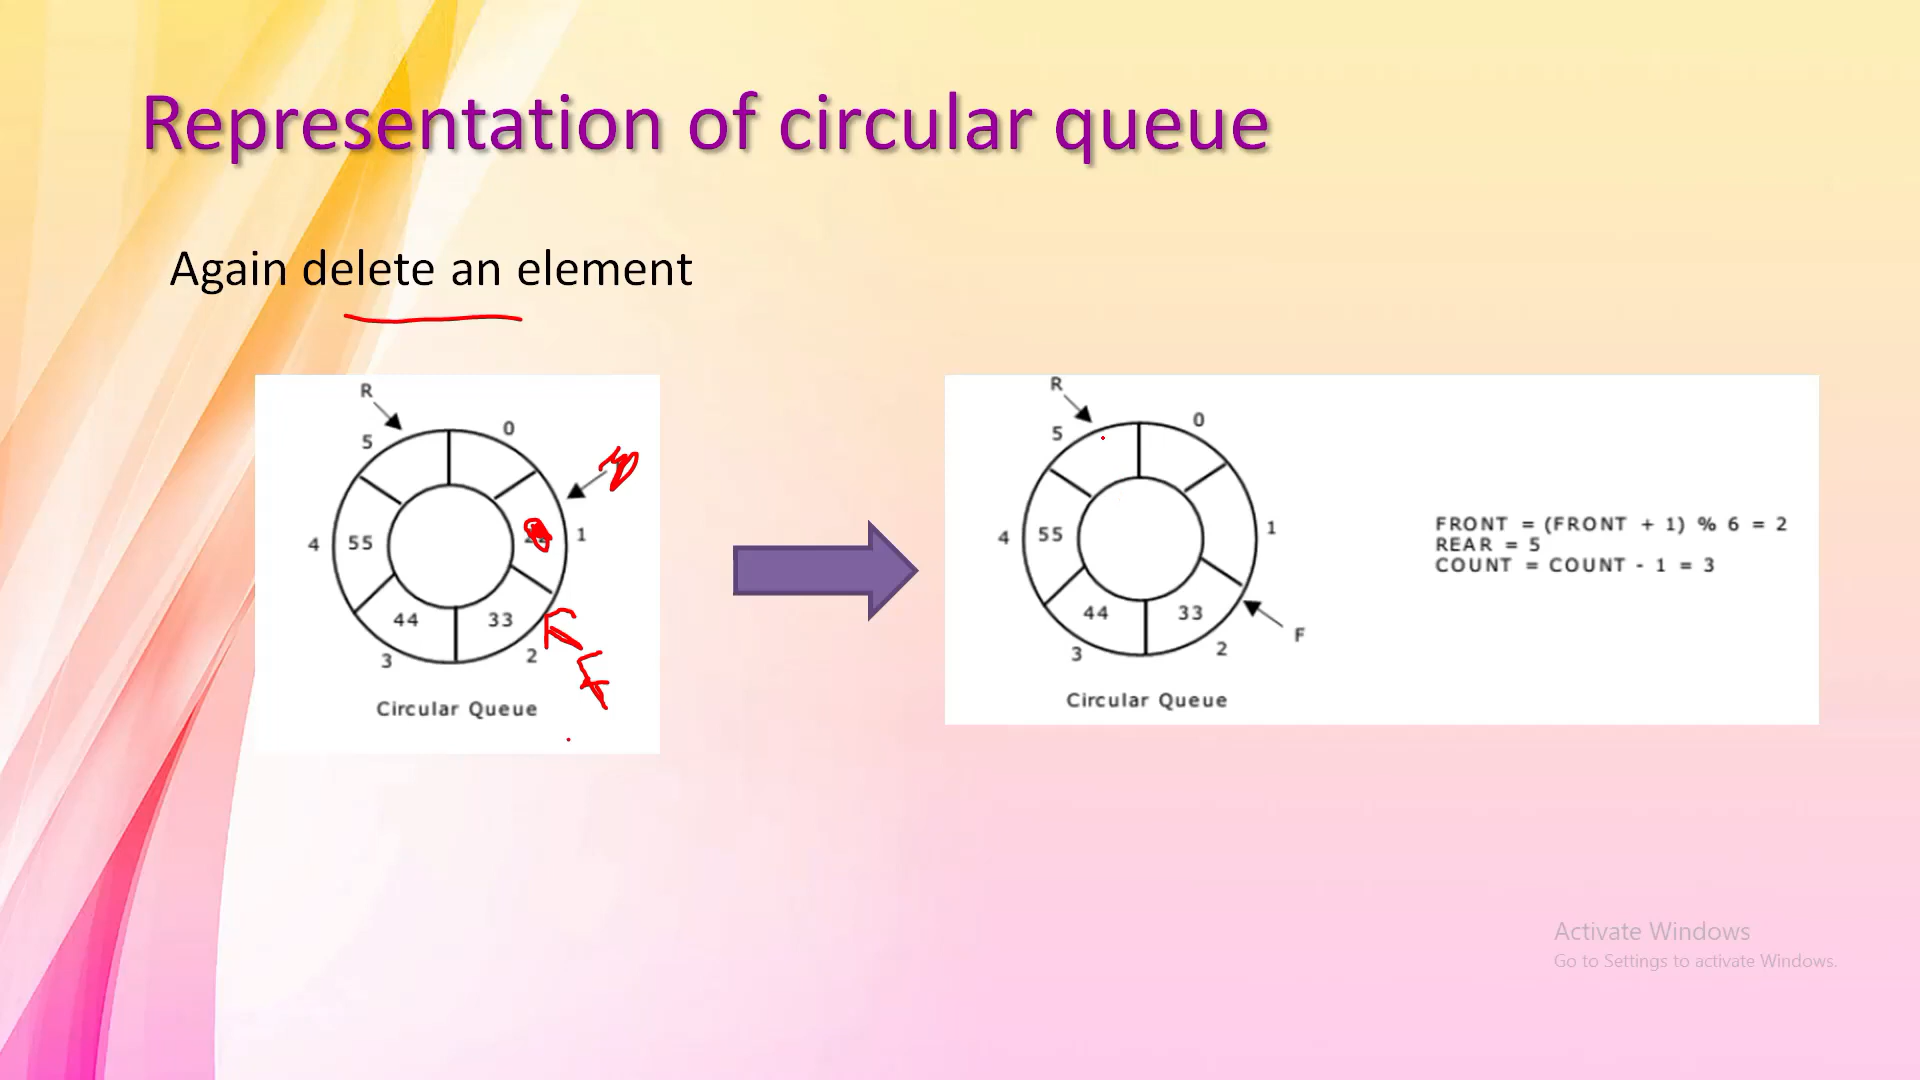 Representation of circular queue
Again delete an element
R
5
0
1
4
55
44
33
3
2
F
Circular Queue
R
5
0
1
4
55
44
33
3
2
F
Circular Queue
FRONT = (FRONT + 1) % 6 = 2
REAR = 5
COUNT = COUNT - 1 = 3
Activate Windows
Go to Settings to activate Windows.